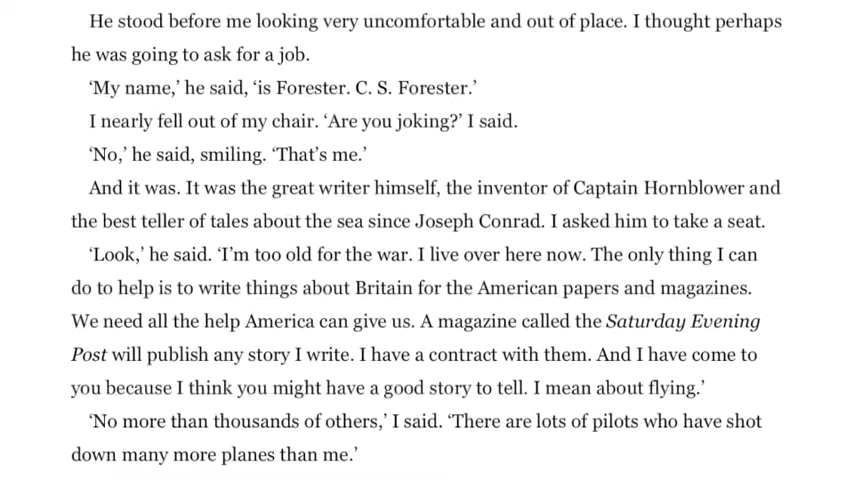 He stood before me looking very uncomfortable and out of place. I thought perhaps
he was going to ask for a job.
‘My name,’ he said, ‘is Forester. C. S. Forester.’
I nearly fell out of my chair. ‘Are you joking?’ I said.
‘No,’ he said, smiling. ‘That’s me.’
And it was. It was the great writer himself, the inventor of Captain Hornblower and
the best teller of tales about the sea since Joseph Conrad. I asked him to take a seat.
‘Look,’ he said. ‘I’m too old for the war. I live over here now. The only thing I can
do to help is to write things about Britain for the American papers and magazines.
We need all the help America can give us. A magazine called the Saturday Evening
Post will publish any story I write. I have a contract with them. And I have come to
you because I think you might have a good story to tell. I mean about flying.’
‘No more than thousands of others,’ I said. ‘There are lots of pilots who have shot
down many more planes than me.’